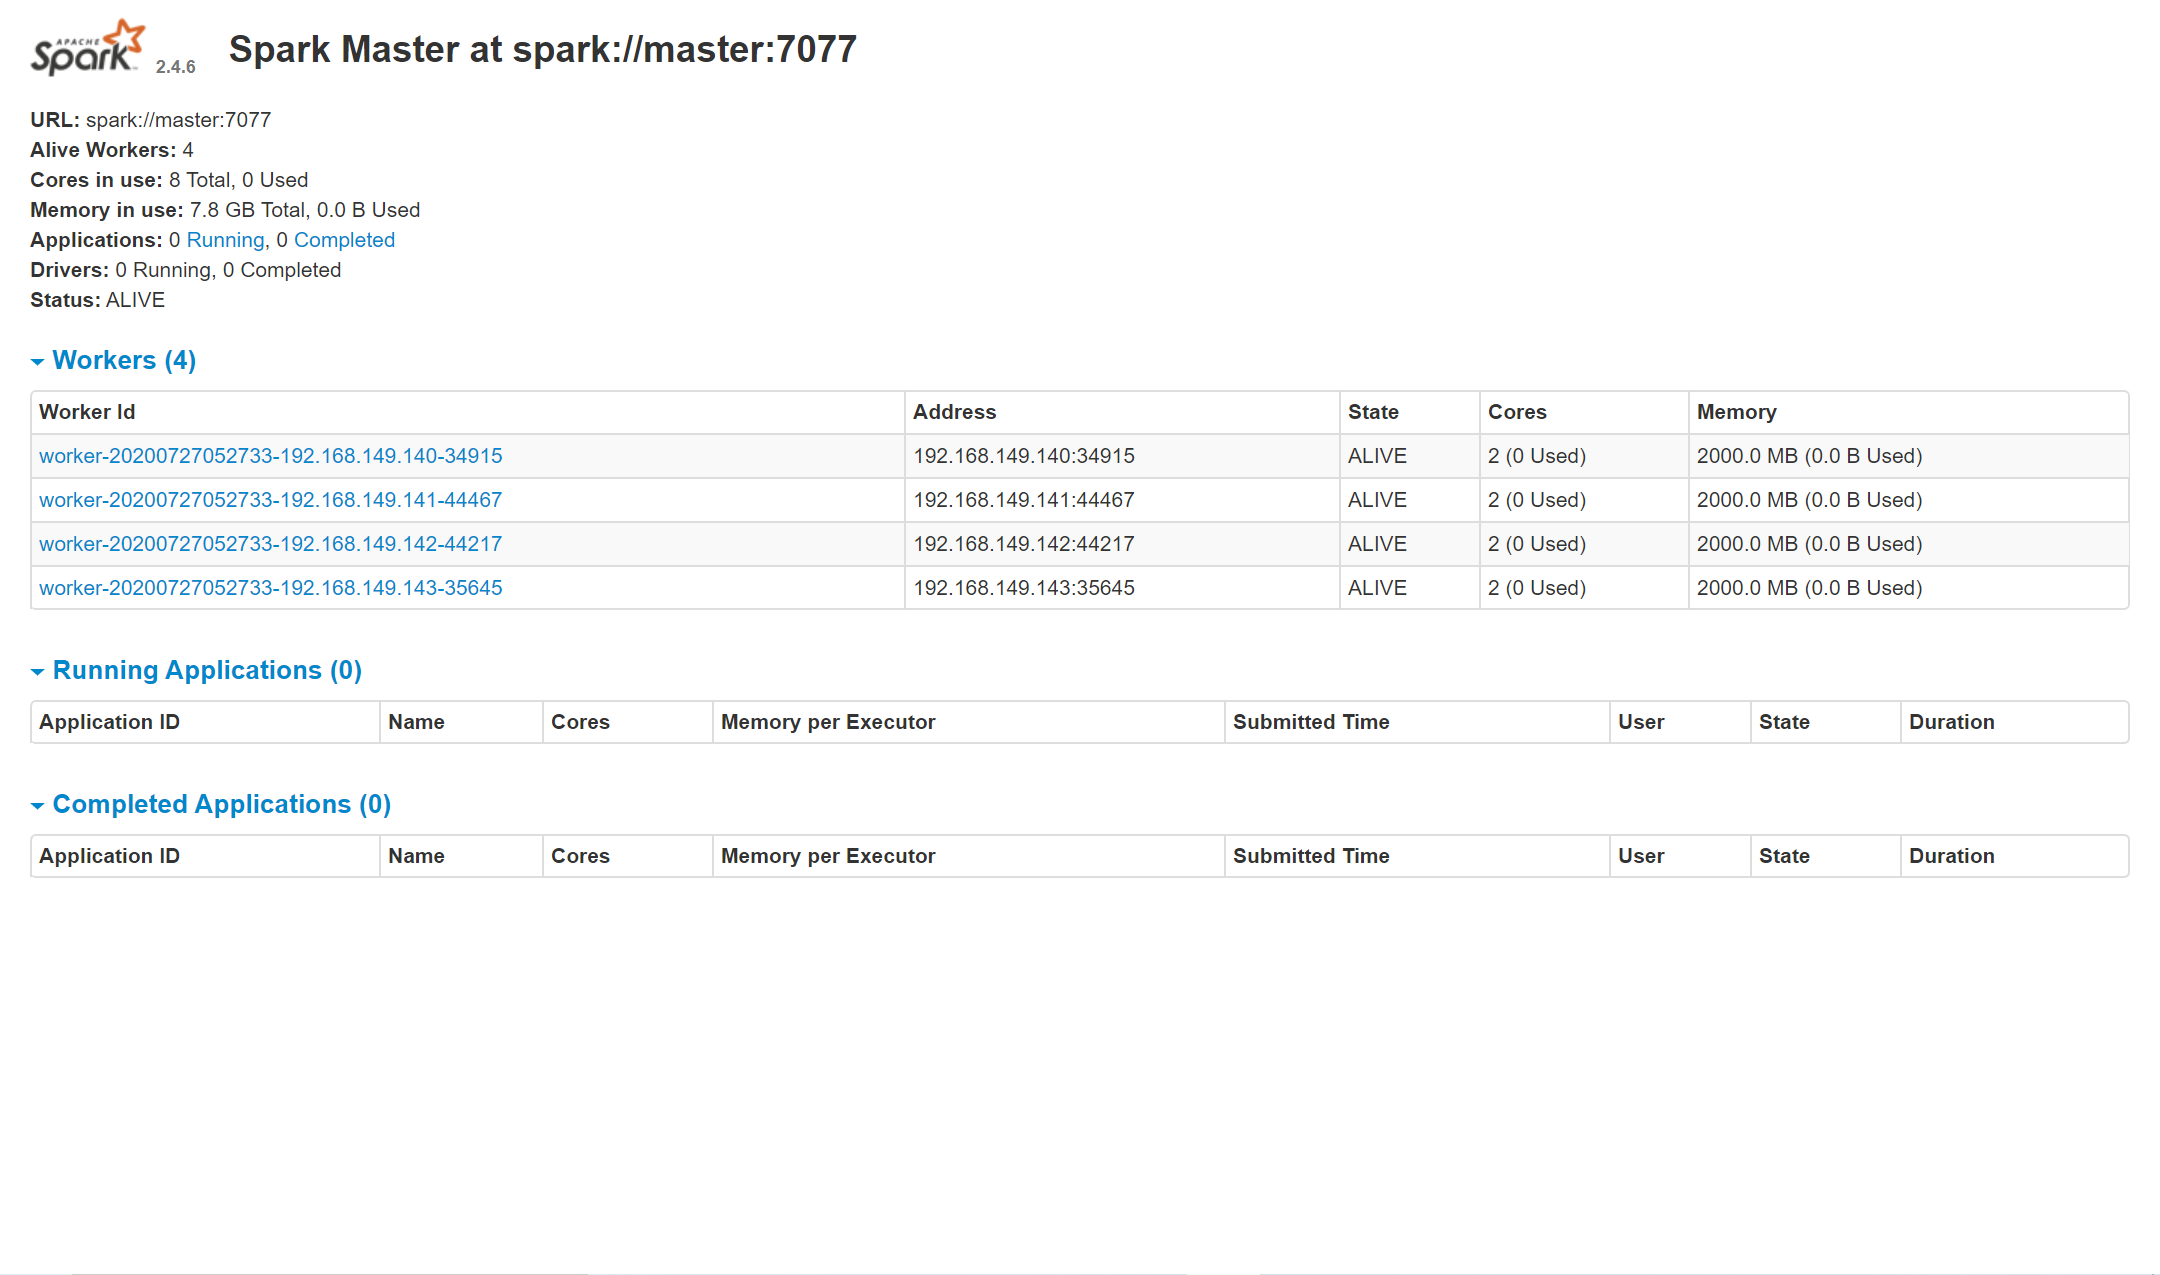 APACHE
Spark 2.4.6 Spark Master at spark://master:7077
URL: spark://master:7077
Alive Workers: 4
Cores in use: 8 Total, 0 Used
Memory in use: 7.8 GB Total, 0.0 B Used
Applications: 0 Running, 0 Completed
Drivers: 0 Running, 0 Completed
Status: ALIVE
Workers (4)
Worker Id Address State Cores Memory
worker-20200727052733-192.168.149.140-34915 192.168.149.140:34915 ALIVE 2 (0 Used) 2000.0 MB (0.0 B Used)
worker-20200727052733-192.168.149.141-44467 192.168.149.141:44467 ALIVE 2 (0 Used) 2000.0 MB (0.0 B Used)
worker-20200727052733-192.168.149.142-44217 192.168.149.142:44217 ALIVE 2 (0 Used) 2000.0 MB (0.0 B Used)
worker-20200727052733-192.168.149.143-35645 192.168.149.143:35645 ALIVE 2 (0 Used) 2000.0 MB (0.0 B Used)
Running Applications (0)
Application ID Name Cores Memory per Executor Submitted Time User State Duration
Completed Applications (0)
Application ID Name Cores Memory per Executor Submitted Time User State Duration